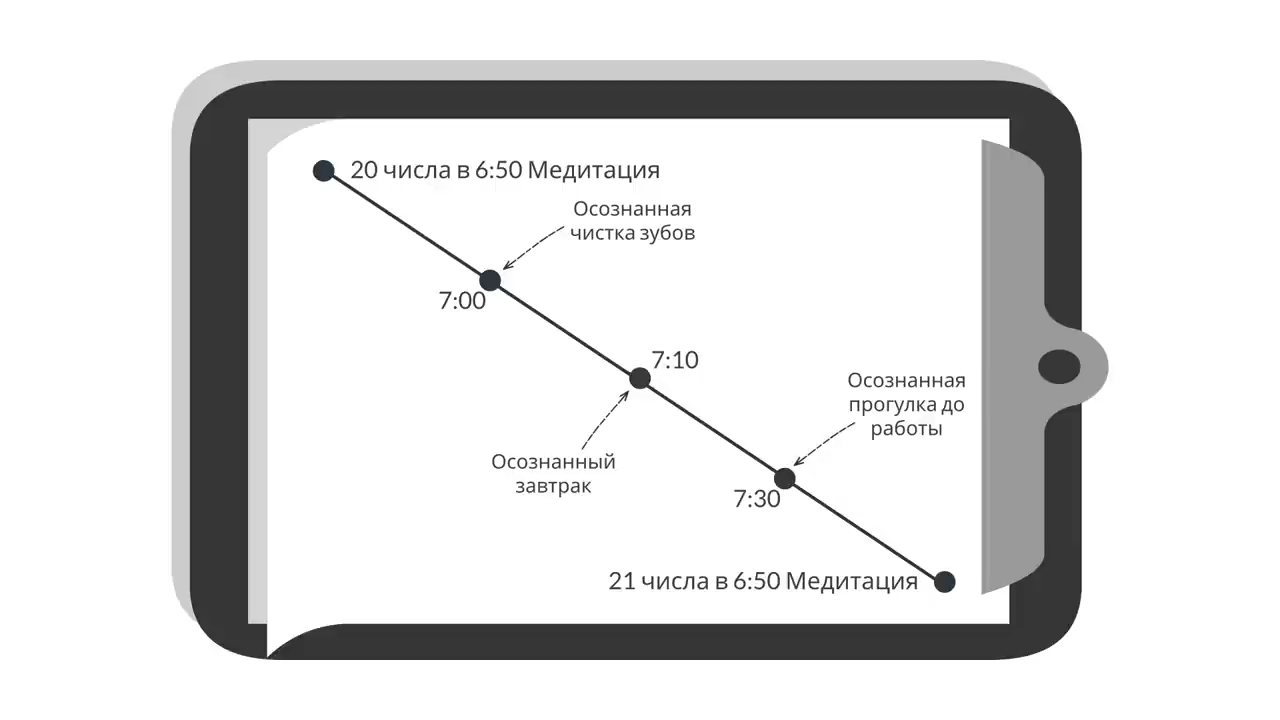 20 числа в 6:50 Медитация
Осознанная
чистка зубов
7:00
7:10
Осознанная
прогулка до
работы
Осознанный
завтрак
7:30
21 числа в 6:50 Медитация